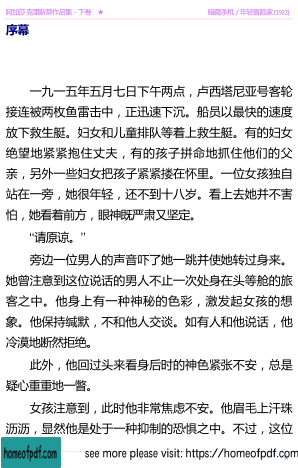 阿加莎.克里斯蒂作品集－下卷　★　暗藏杀机／年轻冒险家(1922)
序幕
一九一五年五月七日下午两点，卢西塔尼亚号客轮
接连被两枚鱼雷击中，正迅速下沉。船员以最快的速度
放下救生艇。妇女和儿童排队等着上救生艇。有的妇女
绝望地紧紧抱住丈夫，有的孩子拼命地抓住他们的父
亲，另外一些妇女把孩子紧紧搂在怀里。一位女孩独自
站在一旁，她很年轻，还不到十八岁。看上去她并不害
怕，她看着前方，眼神既严肃又坚定。
“请原谅。”
旁边一位男人的声音吓了她一跳并使她转过身来。
她曾注意到这位说话的男人不止一次处身在头等舱的旅
客之中。他身上有一种神秘的色彩，激发起女孩的想
象。他保持缄默，不和他人交谈。如有人和他说话，他
冷漠地断然拒绝。
此外，他回过头来看身后时的神色紧张不安，总是
疑心重重地一瞥。
女孩注意到，此时他非常焦虑不安。他眉毛上汗珠
沥沥，显然他是处于一种抑制的恐惧之中。不过，这位
homeofpdf.com
see more please visit: https://homeofpdf.com